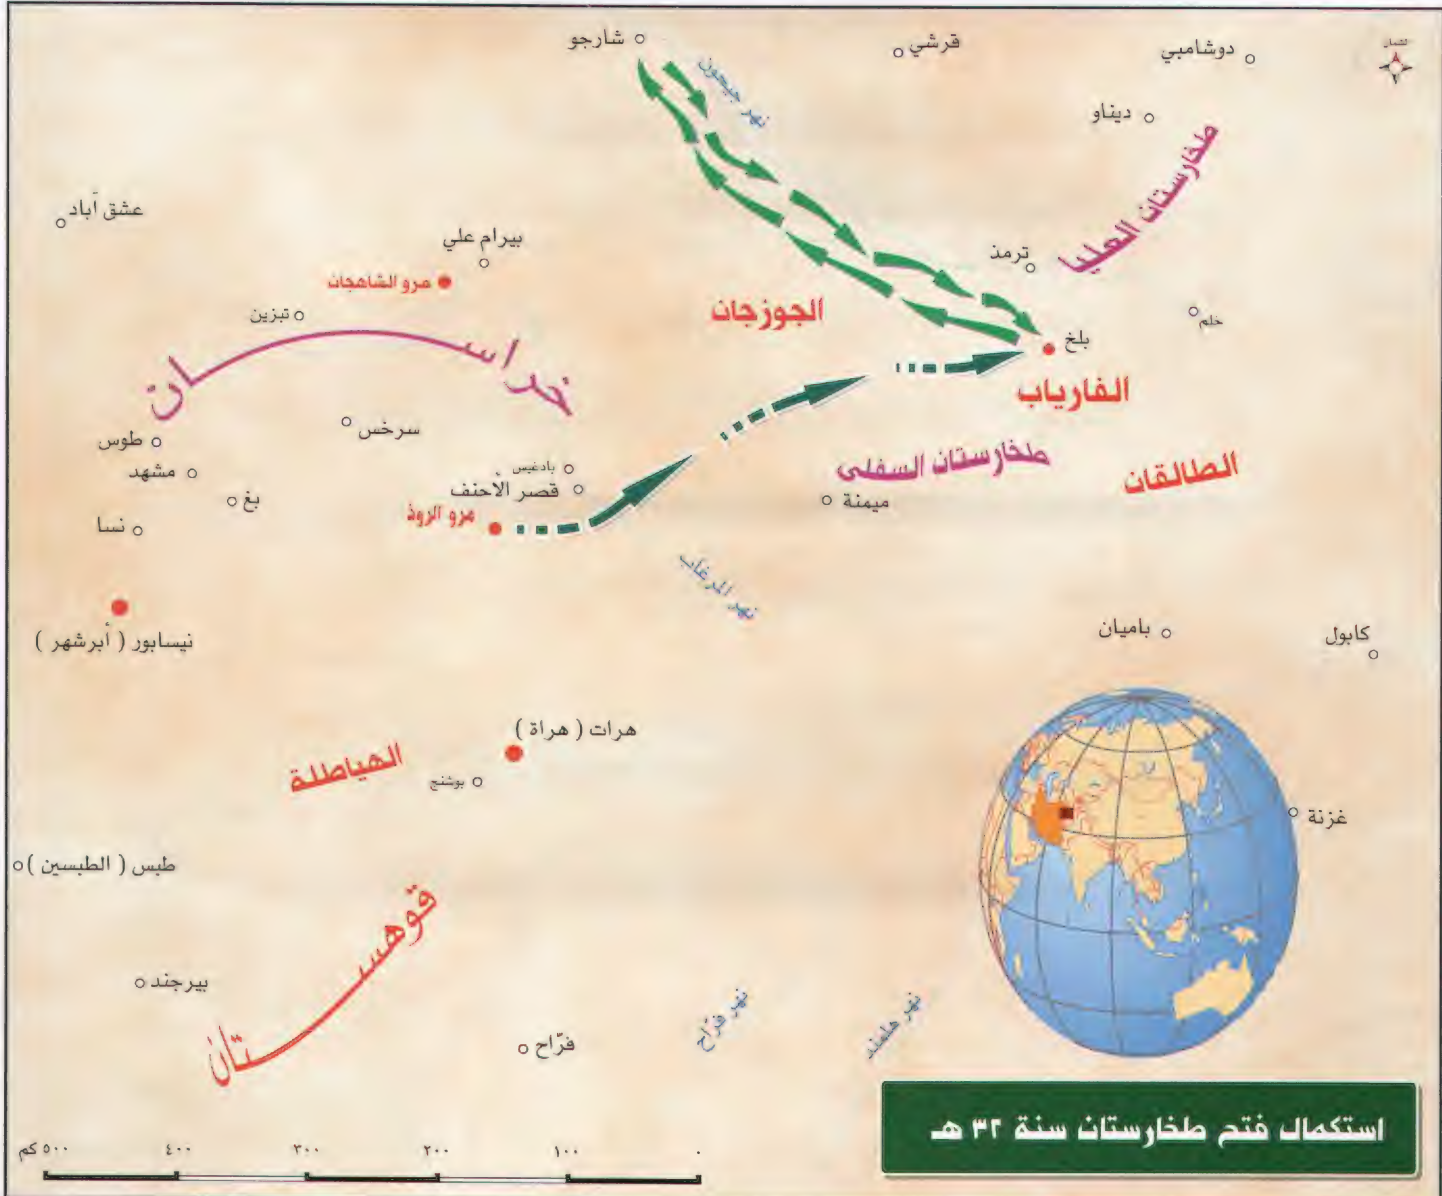 شارجو
قرشي
دوشامبي
شمال
نهر جيحون
ديناو
طخارستان العليا
عشق آباد
بيرام علي
ترمذ
مرو الشاهجان
تبزين
الجوزجان
خلم
بلخ
خراسان
الفارياب
سرخس
طوس
مشهد
بادغيس
قصر الأحنف
طخارستان السفلى
الطالقان
بغ
ميمنة
مرو الروذ
نسا
نهر المرغاب
نيسابور ( أبرشهر )
باميان
كابول
هرات ( هراة )
الهياطلة
بوشنج
غزنة
طبس ( الطبسين )
قوهستان
بيرجند
فرّاح
نهر فرّاح
نهر هلمند
استكمال فتح طخارستان سنة ٣٢ هـ
٥٠٠ كم ٤٠٠ ٣٠٠ ٢٠٠ ١٠٠ ٠